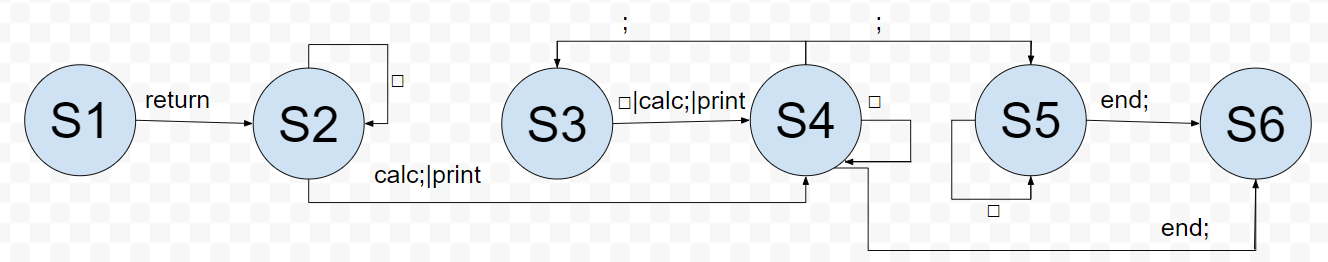 ;
;
S1
return
S2
□
calc;|print
S3
□|calc;|print
S4
□
S5
□
end;
S6
end;